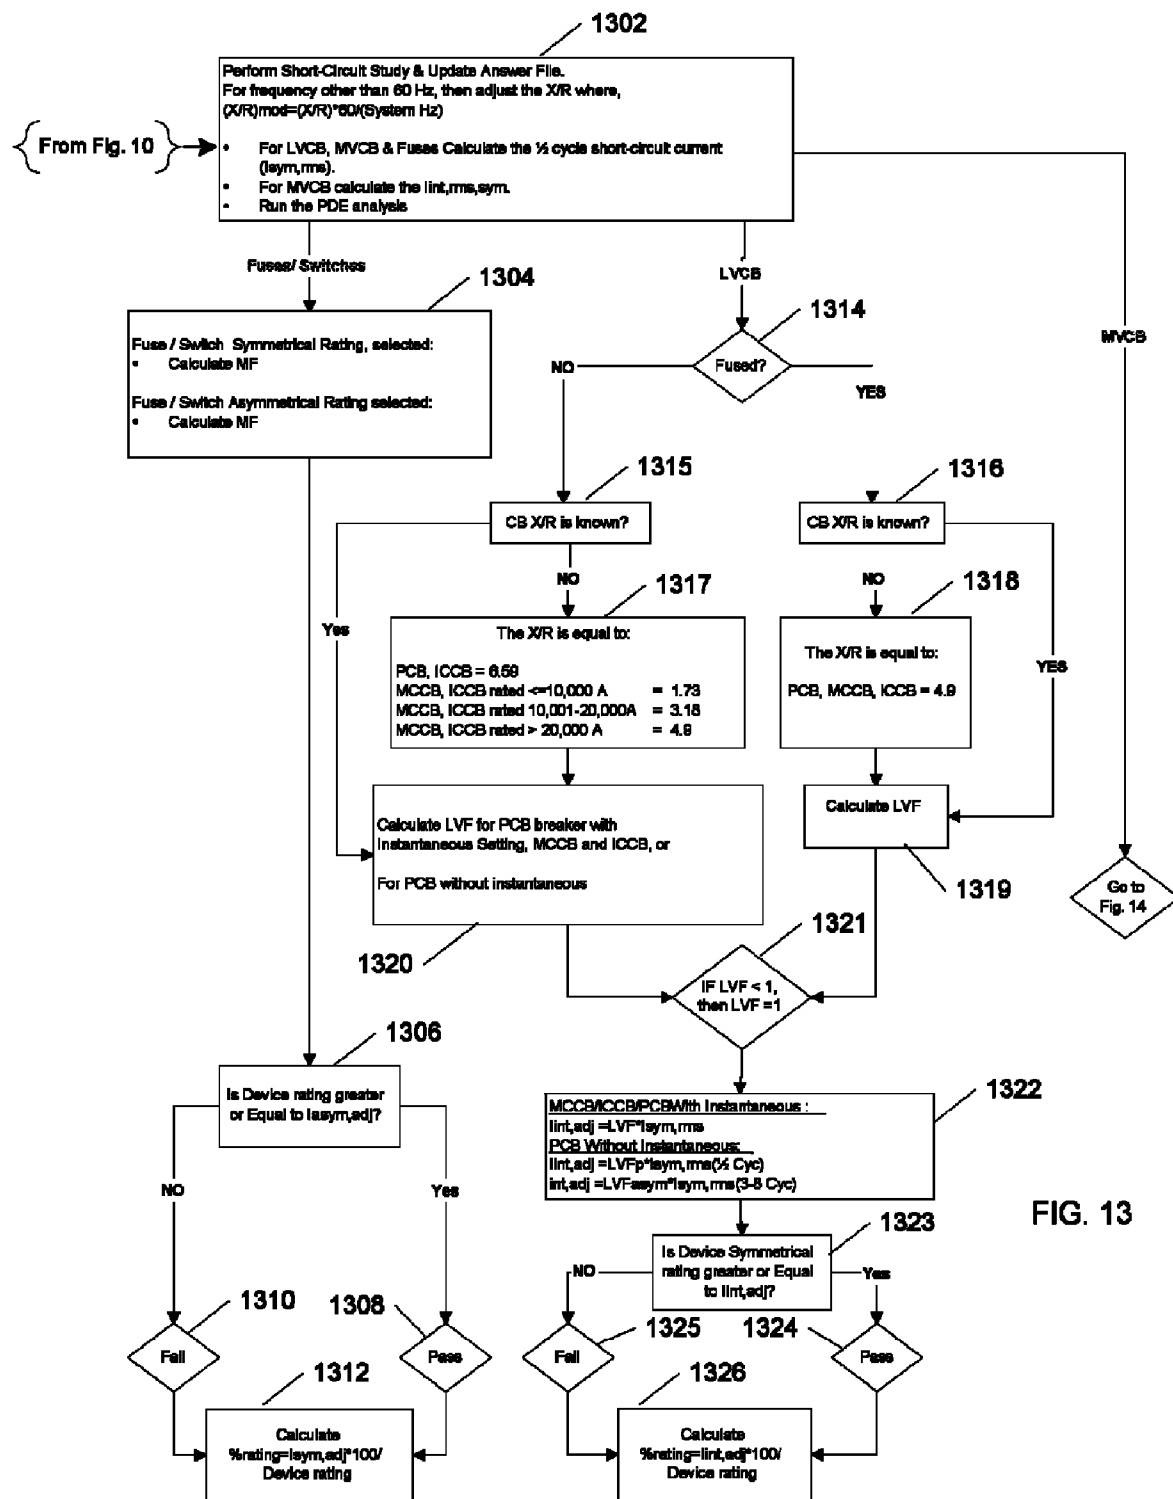 1302
Perform Short-Circuit Study & Update Answer File.
For frequency other than 60 Hz, then adjust the X/R where,
(X/R)mod=(X/R)*60/(System Hz)
• For LVCB, MVCB & Fuses Calculate the ½ cycle short-circuit current
(Isym,rms).
• For MVCB calculate the Iint,rms,sym.
• Run the PDE analysis
From Fig. 10
Fuses/ Switches
LVCB
MVCB
1304
Fuse / Switch Symmetrical Rating, selected:
• Calculate MF
Fuse / Switch Asymmetrical Rating selected:
• Calculate MF
1314
Fused?
NO
YES
1315
CB X/R is known?
1316
CB X/R is known?
NO
NO
Yes
YES
1317
The X/R is equal to:
PCB, ICCB = 6.59
MCCB, ICCB rated <=10,000 A = 1.73
MCCB, ICCB rated 10,001-20,000A = 3.18
MCCB, ICCB rated > 20,000 A = 4.9
1318
The X/R is equal to:
PCB, MCCB, ICCB = 4.9
Calculate LVF for PCB breaker with
Instantaneous Setting, MCCB and ICCB, or
For PCB without instantaneous
1320
Calculate LVF
1319
Go to
Fig. 14
1321
IF LVF < 1,
then LVF =1
1306
Is Device rating greater
or Equal to Iasym,adj?
NO
Yes
1322
MCCB/ICCB/PCBWith Instantaneous :
Iint,adj =LVF*Isym,rms
PCB Without Instantaneous:
Iint,adj =LVFp*Isym,rms(½ Cyc)
int,adj =LVFasym*Isym,rms(3-8 Cyc)
1323
Is Device Symmetrical
rating greater or Equal
to Iint,adj?
NO
Yes
FIG. 13
1310
Fail
1308
Pass
1325
Fail
1324
Pass
1312
Calculate
%rating=Isym,adj*100/
Device rating
1326
Calculate
%rating=Iint,adj*100/
Device rating